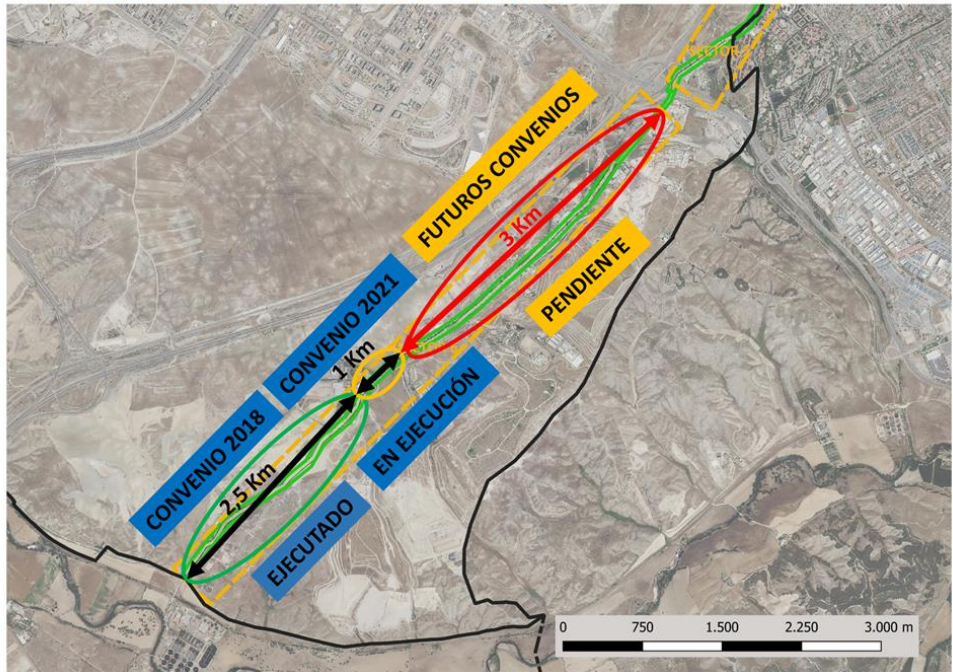 SECTOR
FUTUROS CONVENIOS
3 Km
PENDIENTE
CONVENIO 2021
1 Km
EN EJECUCIÓN
CONVENIO 2018
2,5 Km
EJECUTADO
0 750 1.500 2.250 3.000 m